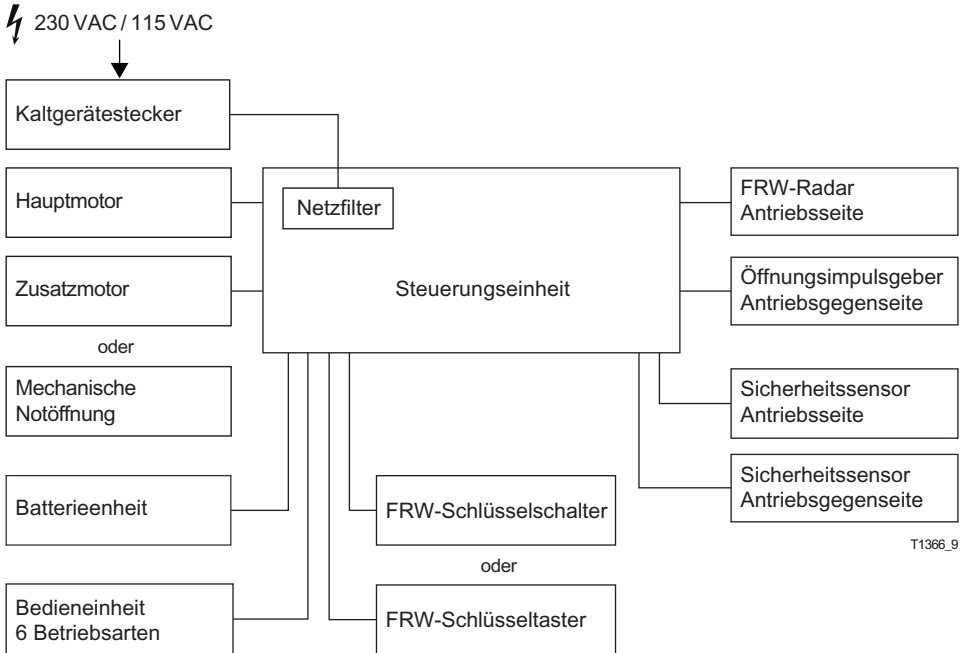 230 VAC / 115 VAC
Kaltgerätestecker
Hauptmotor
Netzfilter
FRW-Radar
Antriebsseite
Zusatzmotor
Steuerungseinheit
Öffnungsimpulsgeber
Antriebsgegenseite
oder
Mechanische
Notöffnung
Sicherheitssensor
Antriebsseite
Batterieenheit
FRW-Schlüsselschalter
Sicherheitssensor
Antriebsgegenseite
T1366_9
oder
Bedieneinheit
6 Betriebsarten
FRW-Schlüsseltaster